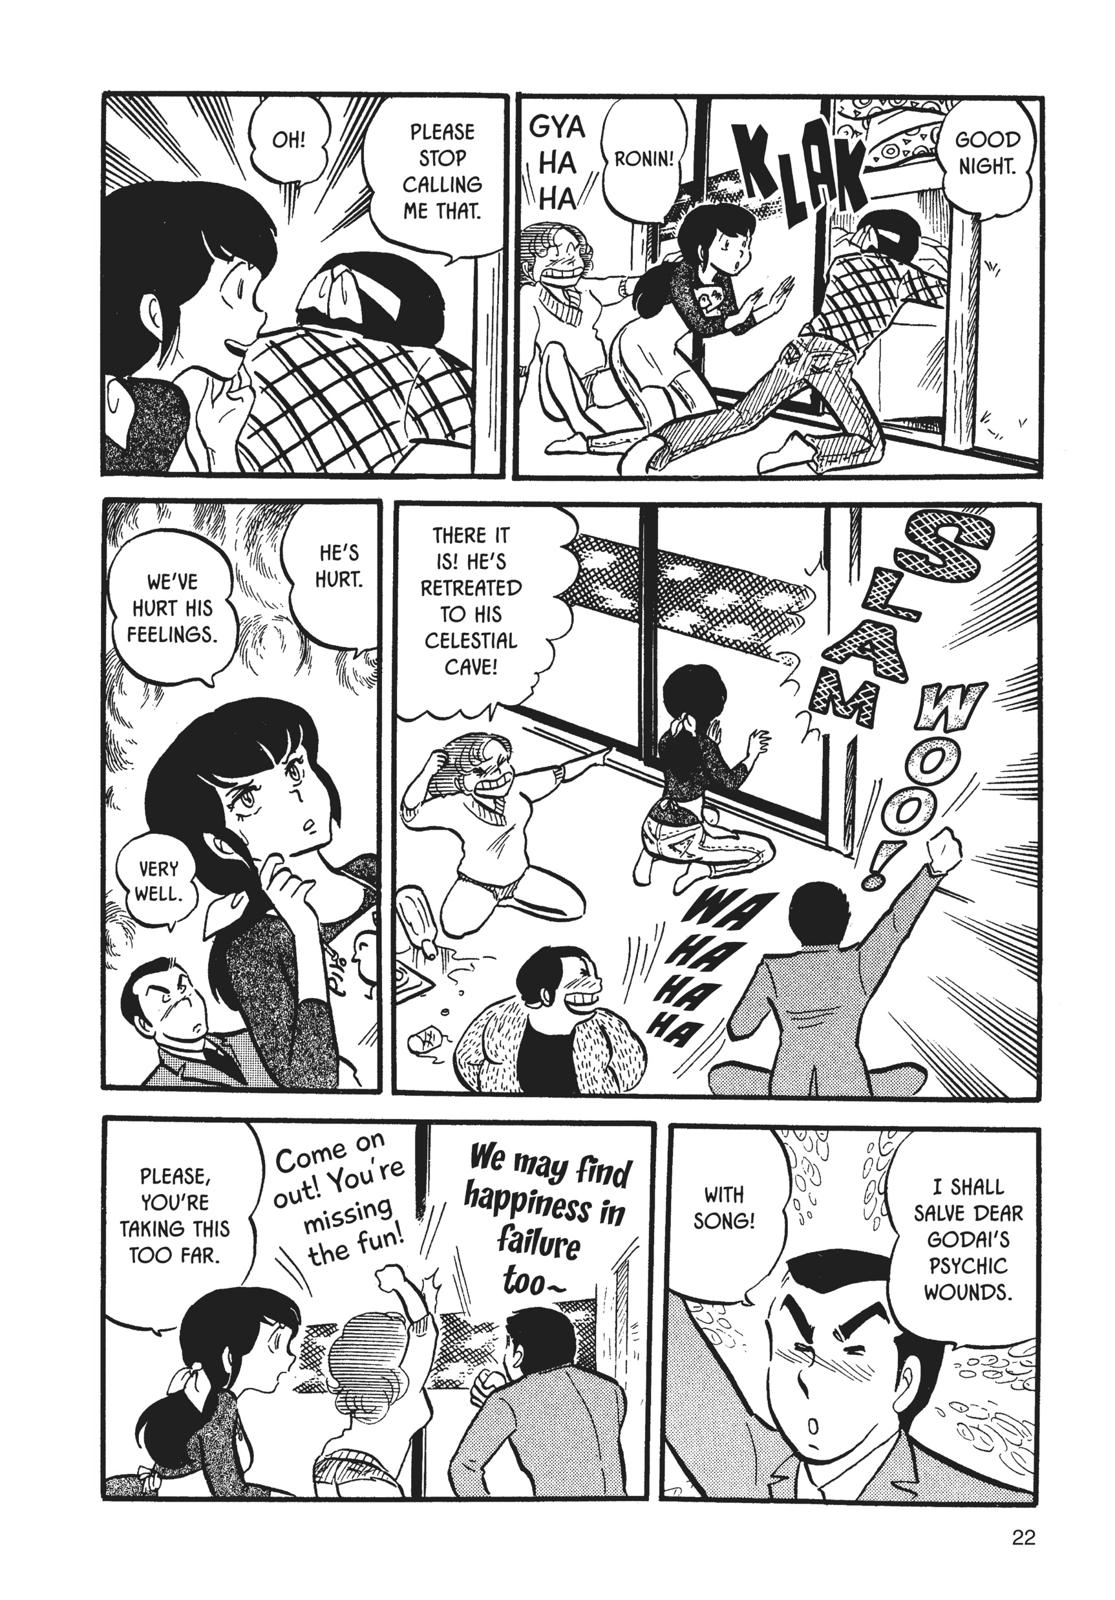 GOOD
NIGHT.
KLAK
RONIN!
GYA
HA
HA
PLEASE
STOP
CALLING
ME THAT.
OH!
SLAM
WOO!
THERE IT
IS! HE'S
RETREATED
TO HIS
CELESTIAL
CAVE!
WA
HA
HA
HA
HE'S
HURT.
WE'VE
HURT HIS
FEELINGS.
VERY
WELL.
I SHALL
SALVE DEAR
GODAI'S
PSYCHIC
WOUNDS.
WITH
SONG!
We may find
happiness in
failure
too~
Come on
out! You're
missing
the fun!
PLEASE,
YOU'RE
TAKING THIS
TOO FAR.
22